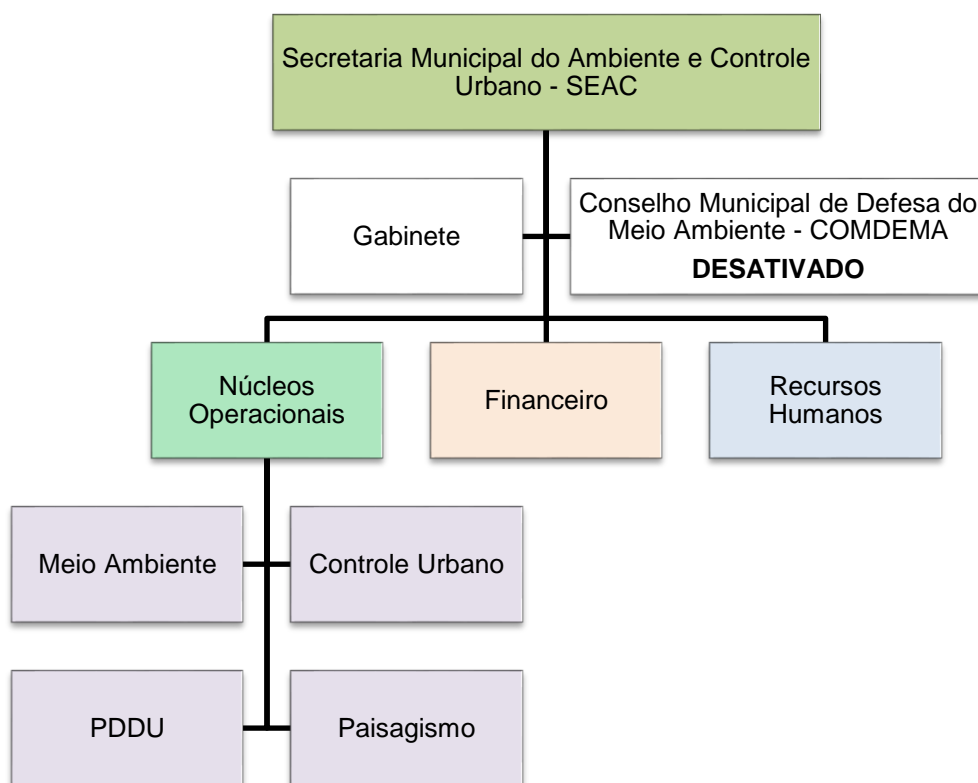 Secretaria Municipal do Ambiente e Controle
Urbano - SEAC
Gabinete
Conselho Municipal de Defesa do
Meio Ambiente - COMDEMA
DESATIVADO
Núcleos
Operacionais
Financeiro
Recursos
Humanos
Meio Ambiente
Controle Urbano
PDDU
Paisagismo